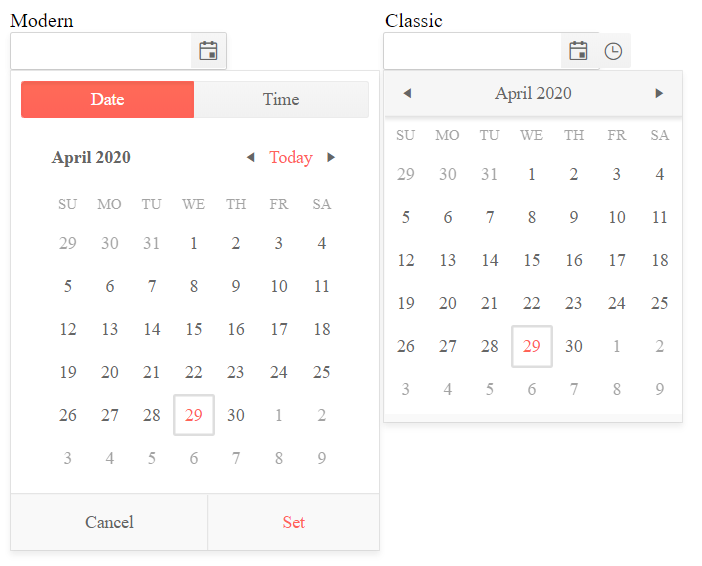 Modern
Date Time
April 2020 Today
SU MO TU WE TH FR SA
29 30 31 1 2 3 4
5 6 7 8 9 10 11
12 13 14 15 16 17 18
19 20 21 22 23 24 25
26 27 28 29 30 1 2
3 4 5 6 7 8 9
Cancel Set
Classic
April 2020
SU MO TU WE TH FR SA
29 30 31 1 2 3 4
5 6 7 8 9 10 11
12 13 14 15 16 17 18
19 20 21 22 23 24 25
26 27 28 29 30 1 2
3 4 5 6 7 8 9